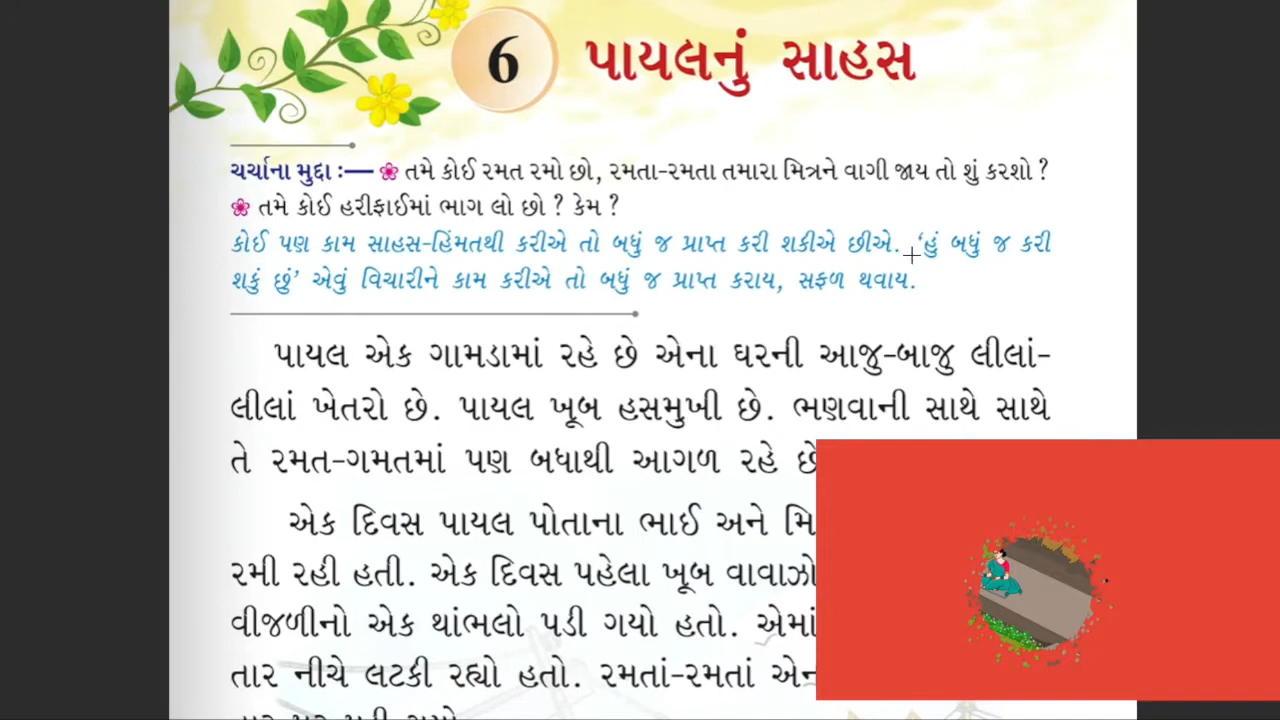 6 પાયલનું સાહસ
ચર્ચાના મુદ્દા :— તમે કોઈ રમત રમો છો, રમતા-રમતા તમારા મિત્રને વાગી જાય તો શું કરશો ?
તમે કોઈ હરીફાઈમાં ભાગ લો છો ? કેમ ?
કોઈ પણ કામ સાહસ-હિંમતથી કરીએ તો બધું જ પ્રાપ્ત કરી શકીએ છીએ. ‘હું બધું જ કરી
શકું છું’ એવું વિચારીને કામ કરીએ તો બધું જ પ્રાપ્ત કરાય, સફળ થવાય.
પાયલ એક ગામડામાં રહે છે એના ઘરની આજુ-બાજુ લીલાં-
લીલાં ખેતરો છે. પાયલ ખૂબ હસમુખી છે. ભણવાની સાથે સાથે
તે રમત-ગમતમાં પણ બધાથી આગળ રહે છે
એક દિવસ પાયલ પોતાના ભાઈ અને
રમી રહી હતી. એક દિવસ પહેલા ખૂબ
વીજળીનો એક થાંભલો પડી ગયો હતો. એમાં
તાર નીચે લટકી રહ્યો હતો. રમતાં-રમતાં